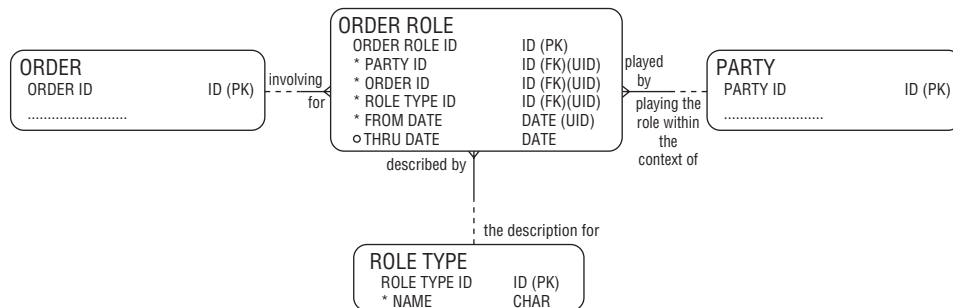 ORDER
ORDER ID ID (PK)
..........................
involving
for
ORDER ROLE
ORDER ROLE ID ID (PK)
* PARTY ID ID (FK)(UID)
* ORDER ID ID (FK)(UID)
* ROLE TYPE ID ID (FK)(UID)
* FROM DATE DATE (UID)
o THRU DATE DATE
played
by
playing the
role within
the
context of
PARTY
PARTY ID ID (PK)
..........................
described by
the description for
ROLE TYPE
ROLE TYPE ID ID (PK)
* NAME CHAR